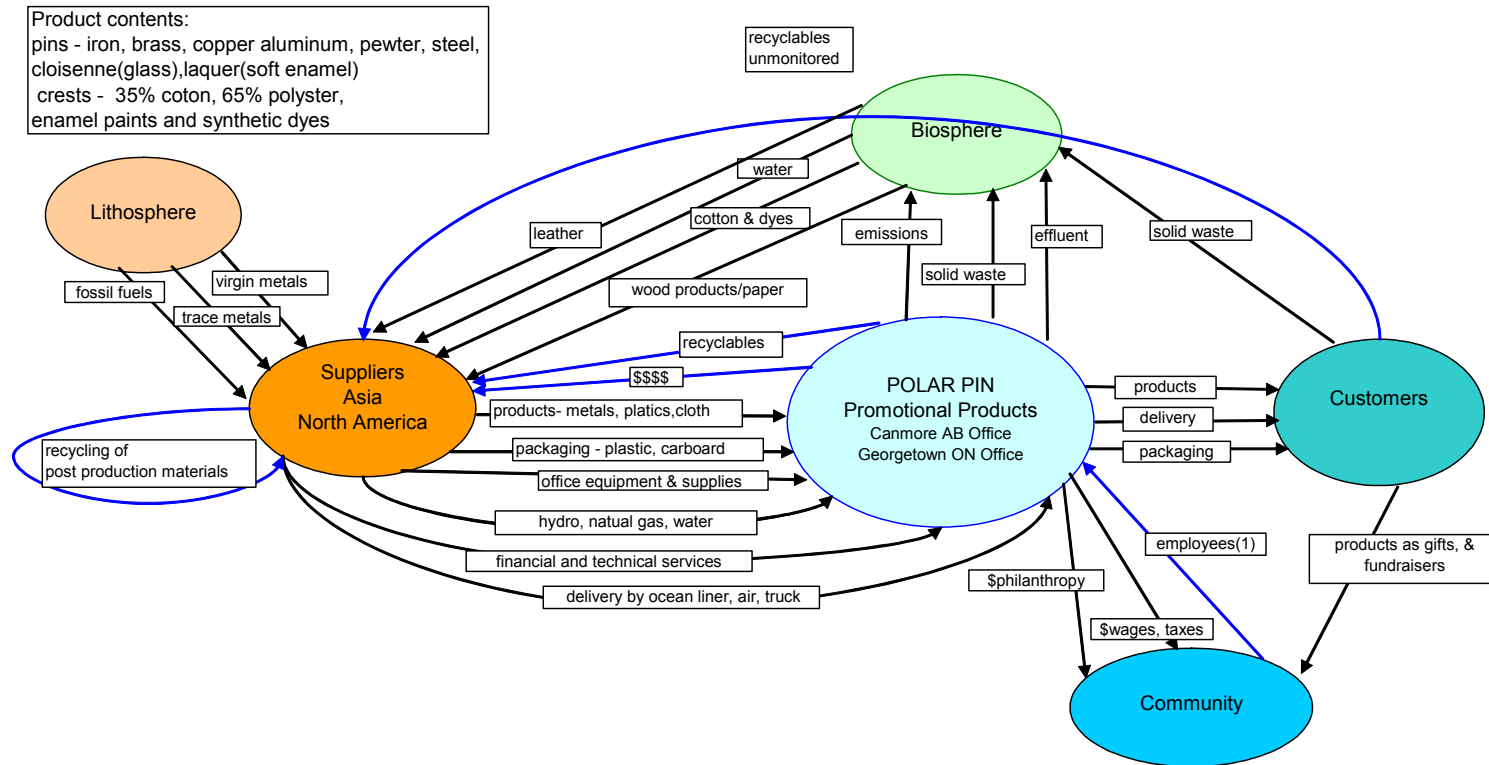 Product contents:
pins - iron, brass, copper aluminum, pewter, steel,
cloisenne(glass),laquer(soft enamel)
crests - 35% coton, 65% polyster,
enamel paints and synthetic dyes
recyclables
unmonitored
Biosphere
Lithosphere
water
leather
cotton & dyes
emissions
effluent
solid waste
solid waste
fossil fuels
virgin metals
trace metals
wood products/paper
recyclables
$$$$
Suppliers
Asia
North America
POLAR PIN
Promotional Products
Canmore AB Office
Georgetown ON Office
products
delivery
packaging
Customers
products- metals, platics,cloth
packaging - plastic, carboard
office equipment & supplies
hydro, natual gas, water
financial and technical services
delivery by ocean liner, air, truck
recycling of
post production materials
employees(1)
products as gifts, &
fundraisers
$philanthropy
$wages, taxes
Community